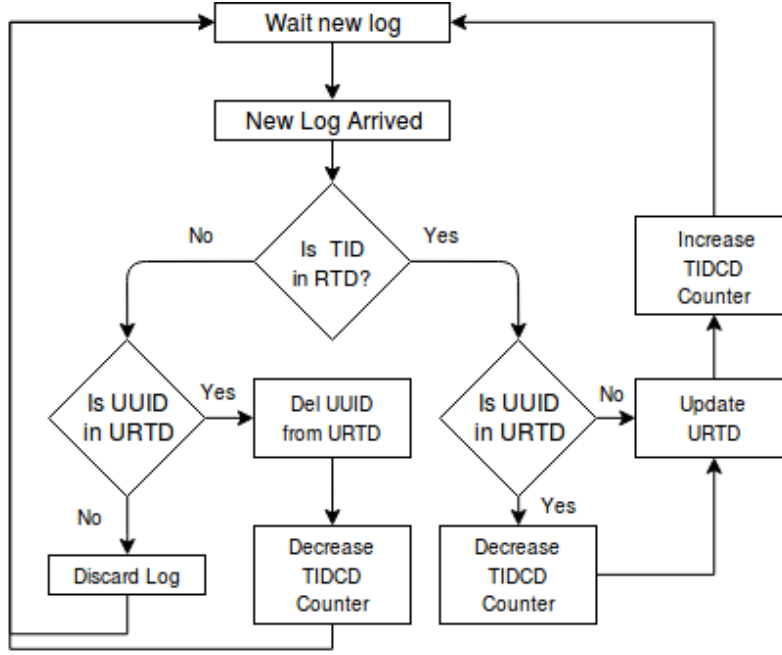 Wait new log
New Log Arrived
No
Yes
Is TID
in RTD?
Increase
TIDCD
Counter
Is UUID
in URTD
Yes
Del UUID
from URTD
Is UUID
in URTD
No
Update
URTD
No
Yes
Discard Log
Decrease
TIDCD
Counter
Decrease
TIDCD
Counter